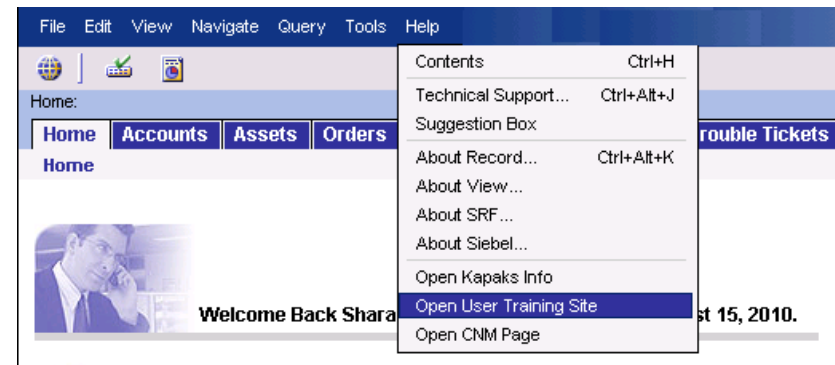 File Edit View Navigate Query Tools Help
Contents Ctrl+H
Technical Support... Ctrl+Alt+J
Suggestion Box
About Record... Ctrl+Alt+K
About View...
About SRF...
About Siebel...
Open Kapaks Info
Open User Training Site
Open CNM Page
Home:
Home Accounts Assets Orders rouble Tickets
Home
Welcome Back Shara st 15, 2010.